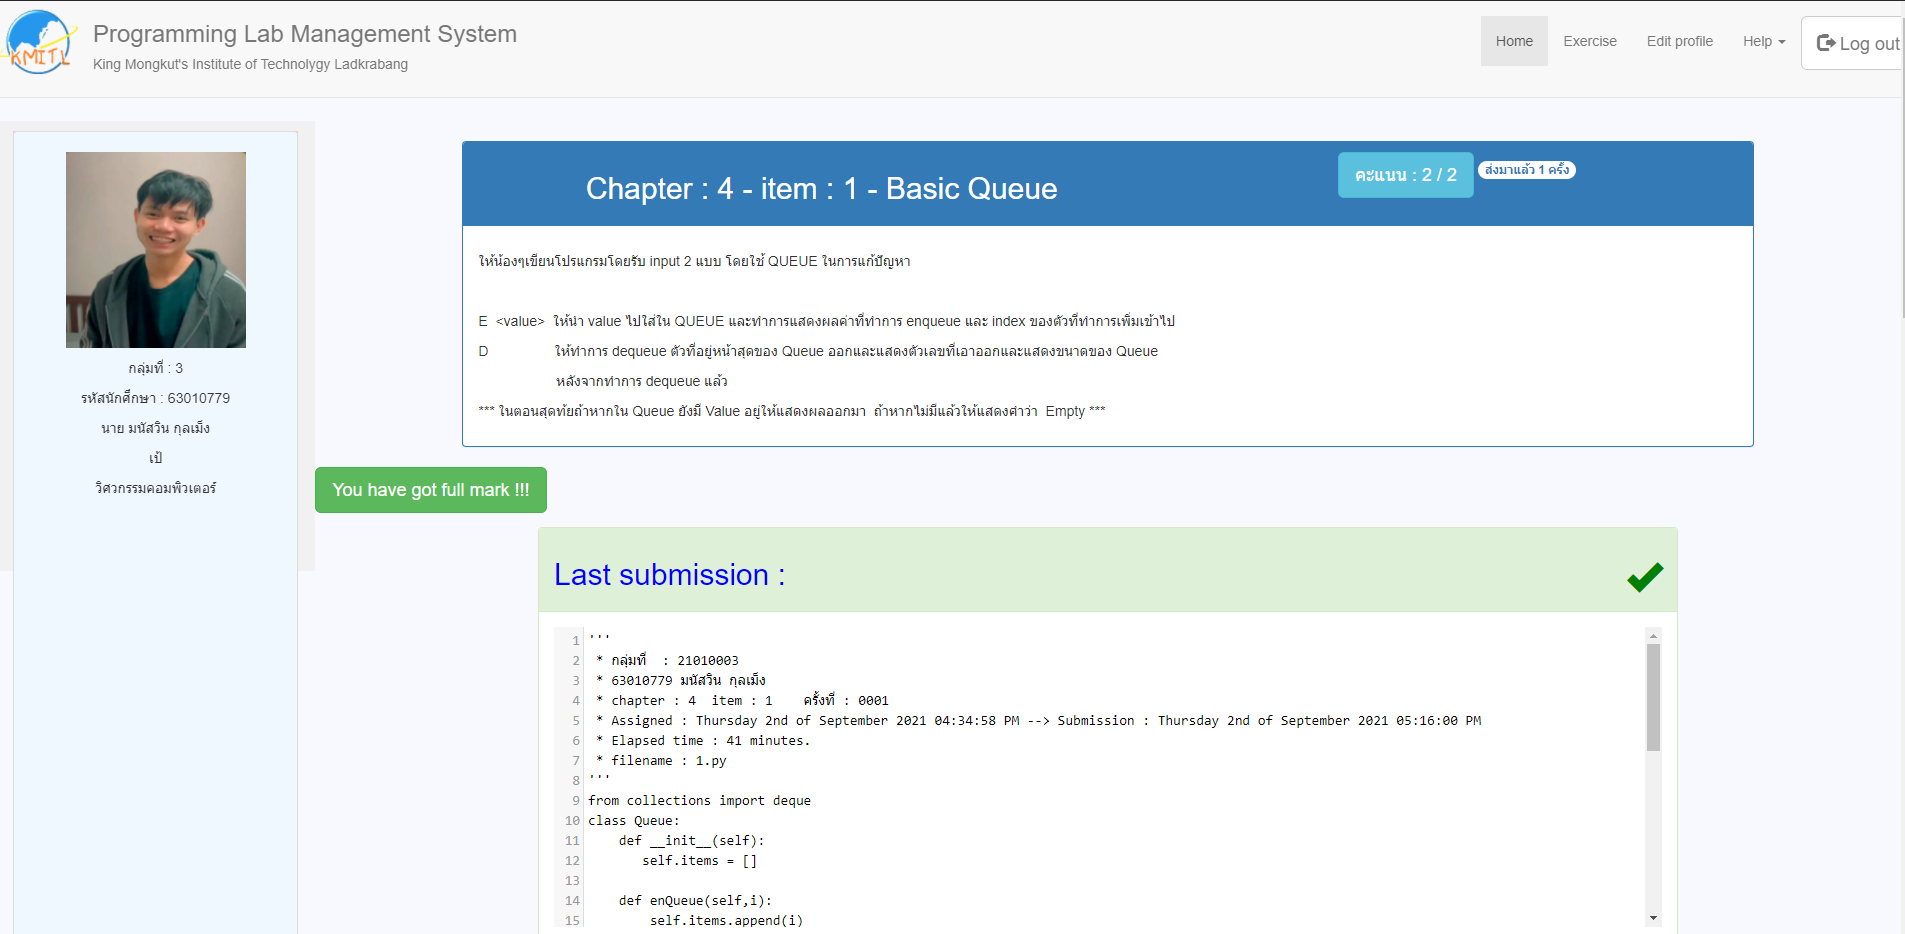 KMITL
Programming Lab Management System
King Mongkut's Institute of Technolygy Ladkrabang
Home
Exercise
Edit profile
Help
Log out
กลุ่มที่ : 3
รหัสนักศึกษา : 63010779
นาย มนัสวิน กุลเม็ง
เป้
วิศวกรรมคอมพิวเตอร์
Chapter : 4 - item : 1 - Basic Queue
คะแนน : 2 / 2
ส่งมาแล้ว 1 ครั้ง
ให้น้องๆเขียนโปรแกรมโดยรับ input 2 แบบ โดยใช้ QUEUE ในการแก้ปัญหา
E <value> ให้นำ value ไปใส่ใน QUEUE และทำการแสดงผลค่าที่ทำการ enqueue และ index ของตัวที่ทำการเพิ่มเข้าไป
D ให้ทำการ dequeue ตัวที่อยู่หน้าสุดของ Queue ออกและแสดงตัวเลขที่เอาออกและแสดงขนาดของ Queue
หลังจากทำการ dequeue แล้ว
*** ในตอนสุดท้ยถ้าหากใน Queue ยังมี Value อยู่ให้แสดงผลออกมา ถ้าหากไม่มีแล้วให้แสดงคำว่า Empty ***
You have got full mark !!!
Last submission :
1 '''
2 * กลุ่มที่ : 21010003
3 * 63010779 มนัสวิน กุลเม็ง
4 * chapter : 4 item : 1 ครั้งที่ : 0001
5 * Assigned : Thursday 2nd of September 2021 04:34:58 PM --> Submission : Thursday 2nd of September 2021 05:16:00 PM
6 * Elapsed time : 41 minutes.
7 * filename : 1.py
8 '''
9 from collections import deque
10 class Queue:
11 def __init__(self):
12 self.items = []
13
14 def enQueue(self,i):
15 self.items.append(i)